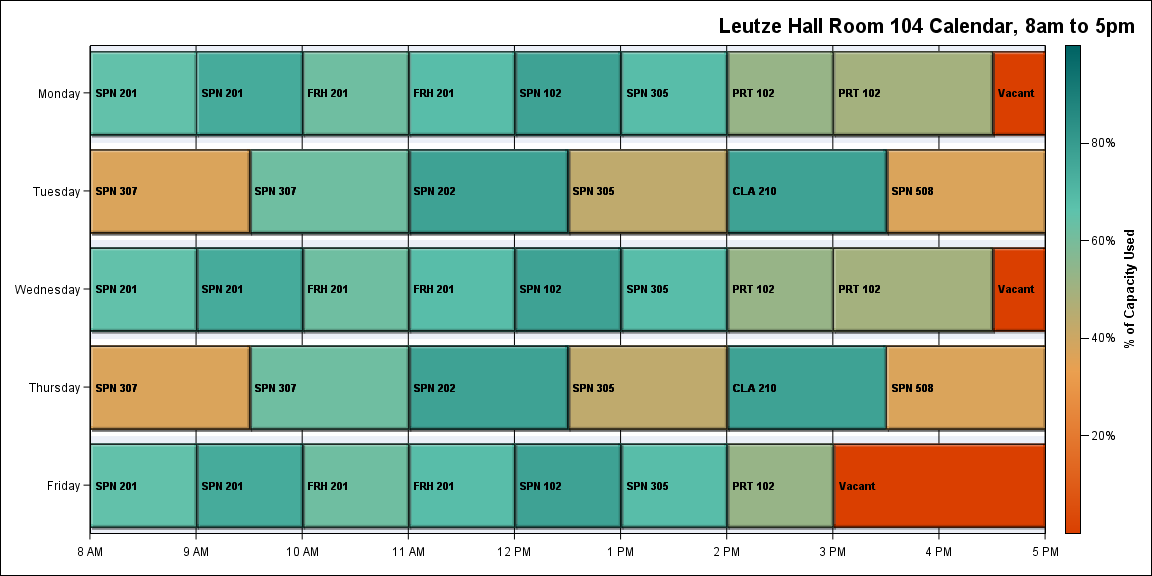 Leutze Hall Room 104 Calendar, 8am to 5pm
Monday
SPN 201
SPN 201
FRH 201
FRH 201
SPN 102
SPN 305
PRT 102
PRT 102
Vacant
Tuesday
SPN 307
SPN 307
SPN 202
SPN 305
CLA 210
SPN 508
Wednesday
SPN 201
SPN 201
FRH 201
FRH 201
SPN 102
SPN 305
PRT 102
PRT 102
Vacant
Thursday
SPN 307
SPN 307
SPN 202
SPN 305
CLA 210
SPN 508
Friday
SPN 201
SPN 201
FRH 201
FRH 201
SPN 102
SPN 305
PRT 102
Vacant
8 AM
9 AM
10 AM
11 AM
12 PM
1 PM
2 PM
3 PM
4 PM
5 PM
80%
60%
40%
20%
% of Capacity Used